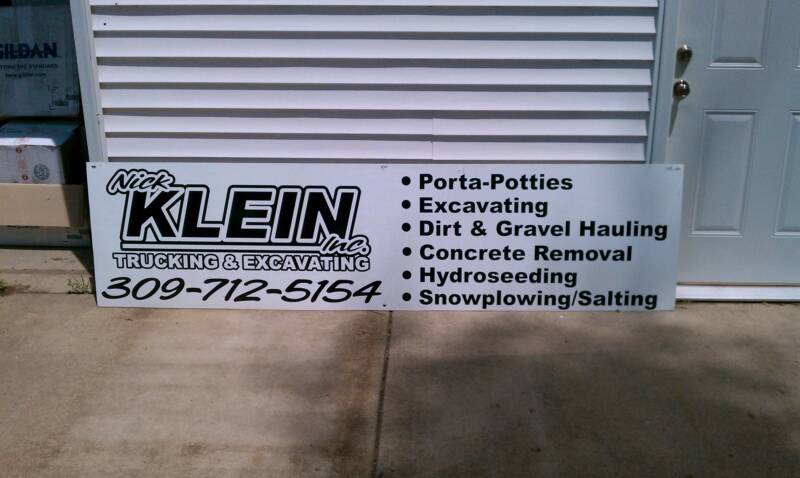 GILDAN
Nick
KLEIN
Inc.
TRUCKING & EXCAVATING
309-712-5154
• Porta-Potties
• Excavating
• Dirt & Gravel Hauling
• Concrete Removal
• Hydroseeding
• Snowplowing/Salting